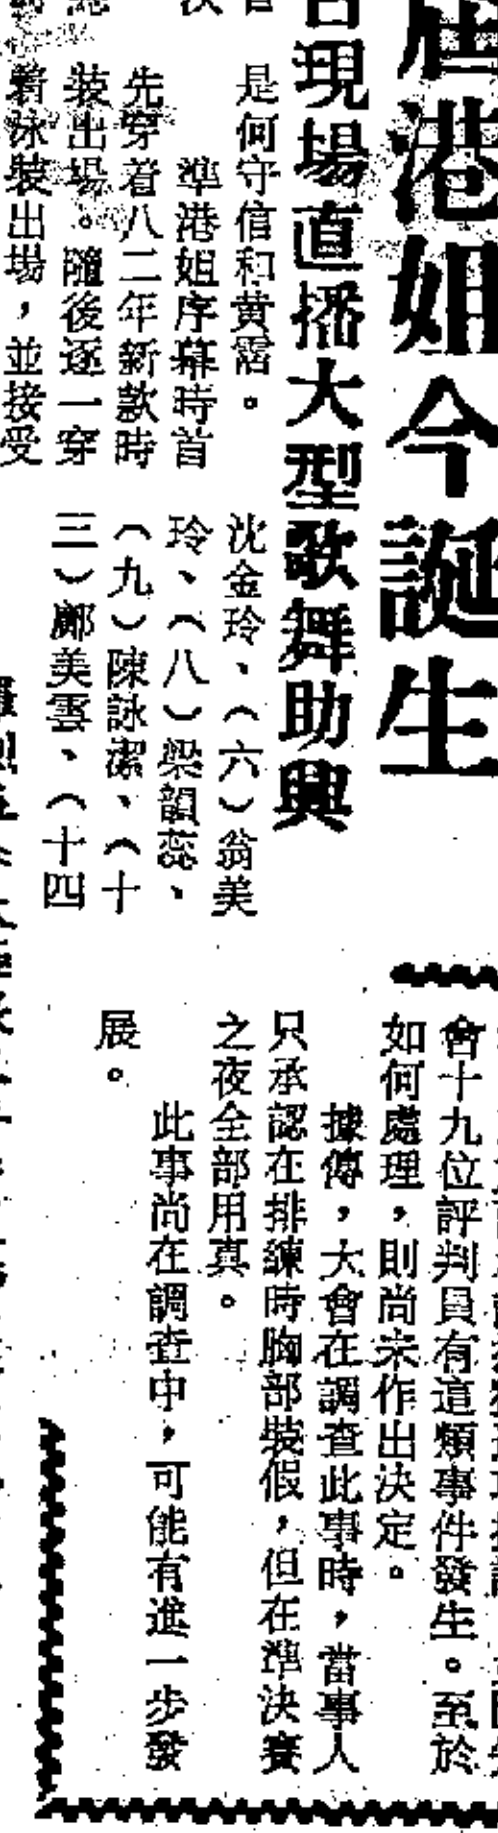 屆港姐今誕生
日現場直播大型歌舞助興
是何守信和黄霑。
準港姐序幕時首
先穿着八二年新款時
裝出場。隨後逐一穿
着泳裝出場，並接受
沈金玲、（六）翁美
玲、（八）梁韻蕊、
（九）陳詠潔、（十
三）鄺美雲、（十四
會十九位評判員有這類事件發生。至於
如何處理，則尚未作出決定。
據傳，大會在調查此事時，當事人
只承認在排練時胸部裝假，但在準決賽
之夜全部用真。
此事尚在調查中，可能有進一步發
展。